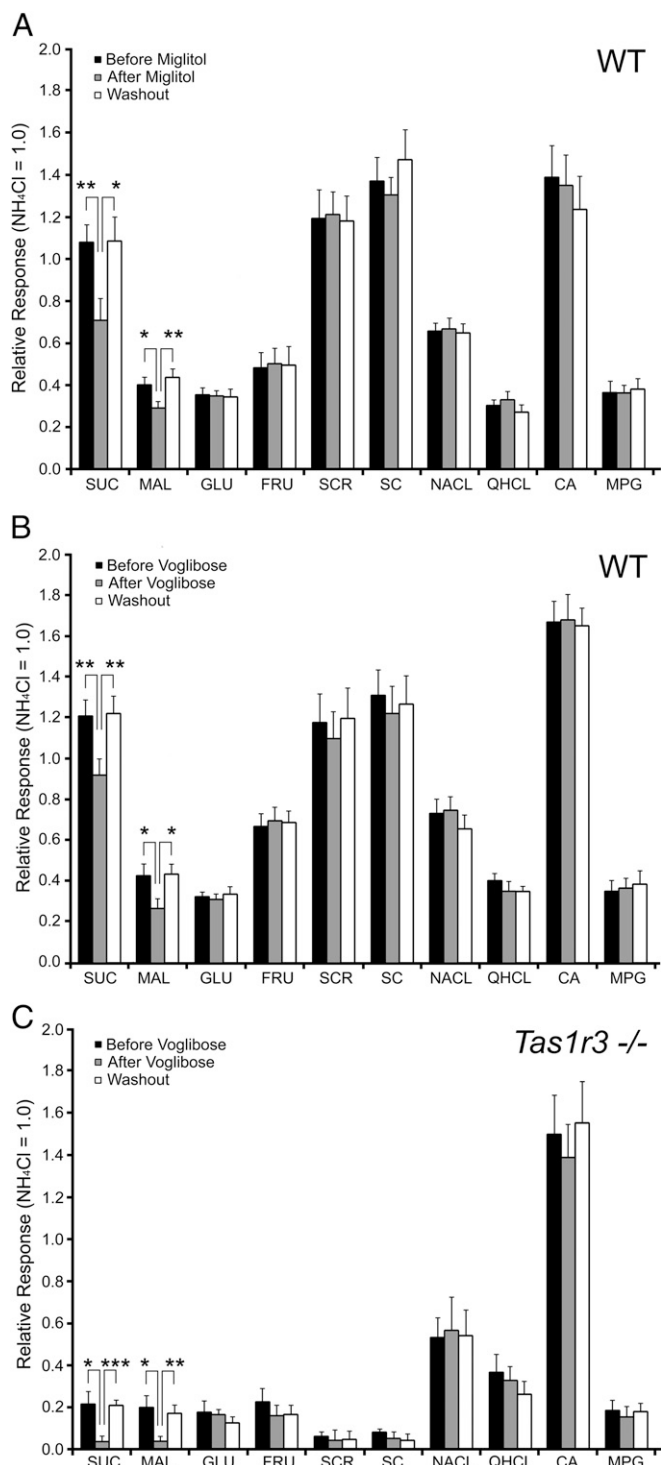 A
WT
■ Before Miglitol
■ After Miglitol
□ Washout
Relative Response (NH₄Cl = 1.0)
2.0
1.8
1.6
1.4
1.2
1.0
0.8
0.6
0.4
0.2
0.0
** *
* **
SUC MAL GLU FRU SCR SC NACL QHCL CA MPG
B
WT
■ Before Voglibose
■ After Voglibose
□ Washout
Relative Response (NH₄Cl = 1.0)
2.0
1.8
1.6
1.4
1.2
1.0
0.8
0.6
0.4
0.2
0.0
** **
* *
SUC MAL GLU FRU SCR SC NACL QHCL CA MPG
C
Tas1r3 -/-
■ Before Voglibose
■ After Voglibose
□ Washout
Relative Response (NH₄Cl = 1.0)
2.0
1.8
1.6
1.4
1.2
1.0
0.8
0.6
0.4
0.2
0.0
* *** * **
SUC MAL GLU FRU SCR SC NACL QHCL CA MPG